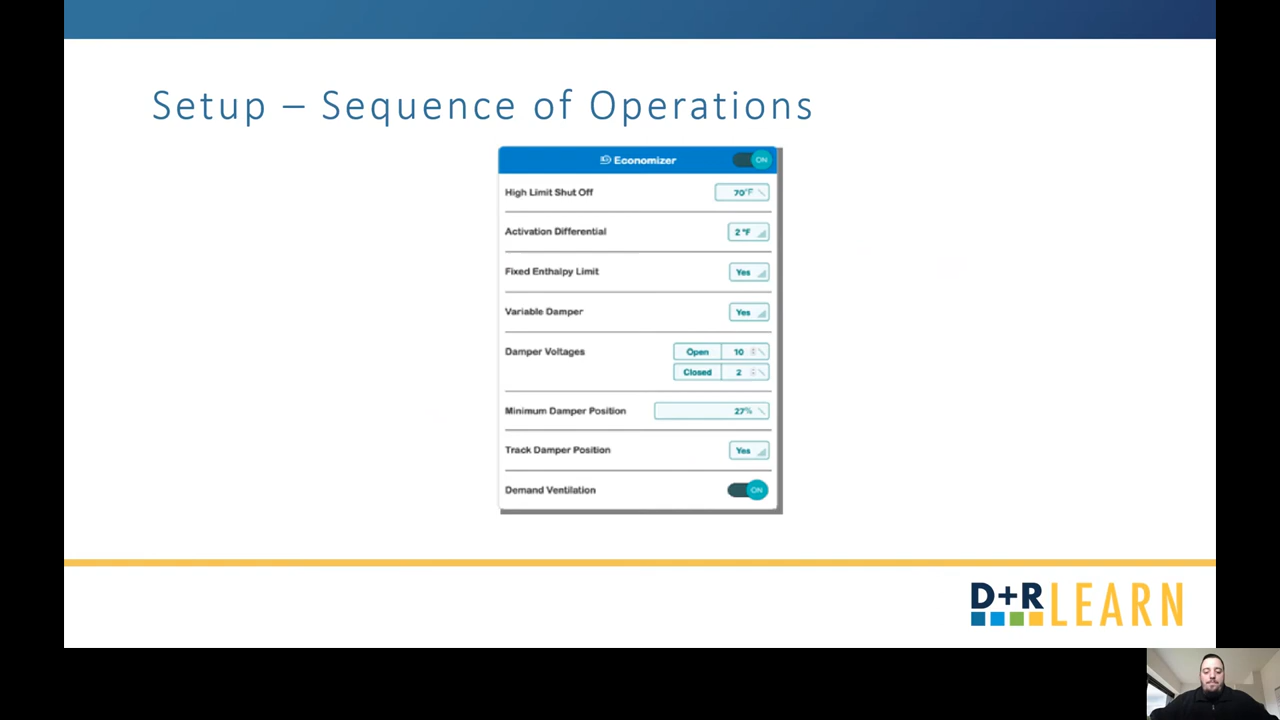 Setup – Sequence of Operations
Economizer ON
High Limit Shut Off 70°F
Activation Differential 2 °F
Fixed Enthalpy Limit Yes
Variable Damper Yes
Damper Voltages Open 10
Closed 2
Minimum Damper Position 27%
Track Damper Position Yes
Demand Ventilation ON
D+R LEARN